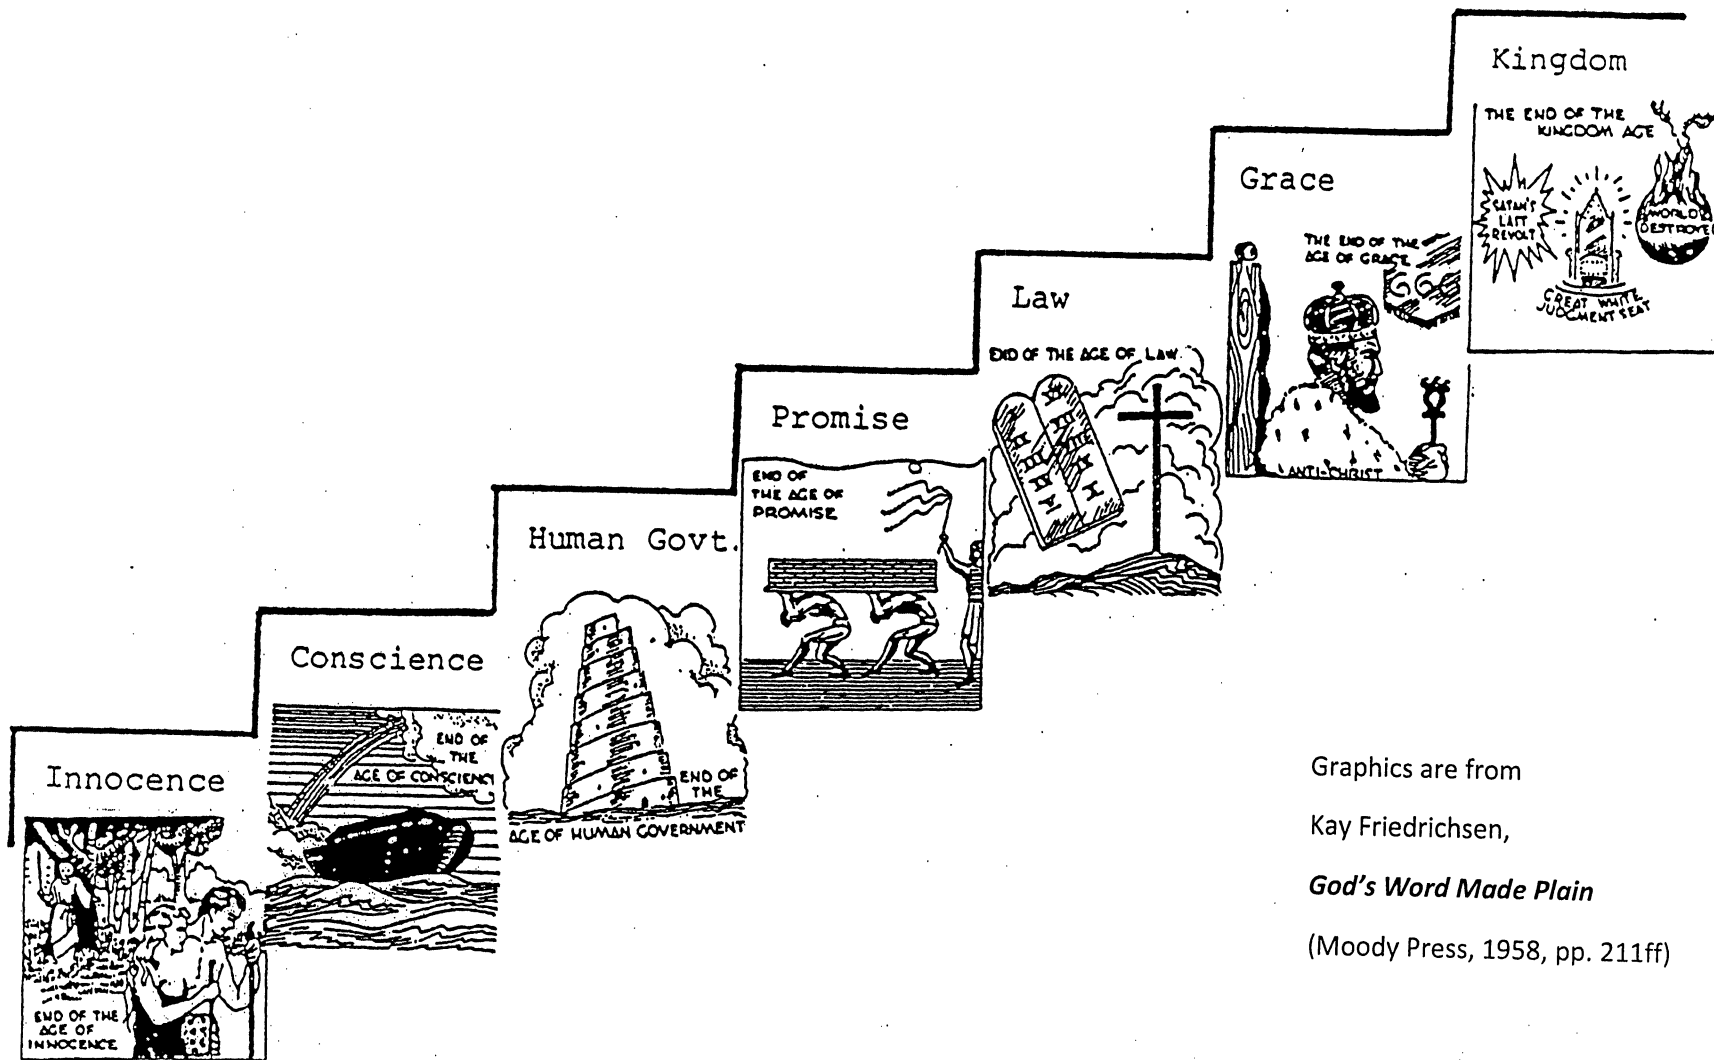 Kingdom
THE END OF THE
KINGDOM AGE
SATAN'S
LAST
REVOLT
WORLD
DESTROYED
GREAT WHITE
JUDGMENT SEAT
Grace
THE END OF THE
AGE OF GRACE
ANTI-CHRIST
Law
END OF THE AGE OF LAW
Promise
END OF
THE AGE OF
PROMISE
Human Govt.
END OF
THE
AGE OF HUMAN GOVERNMENT
Conscience
END OF
THE
AGE OF CONSCIENCE
Innocence
END OF THE
AGE OF
INNOCENCE
Graphics are from
Kay Friedrichsen,
God's Word Made Plain
(Moody Press, 1958, pp. 211ff)